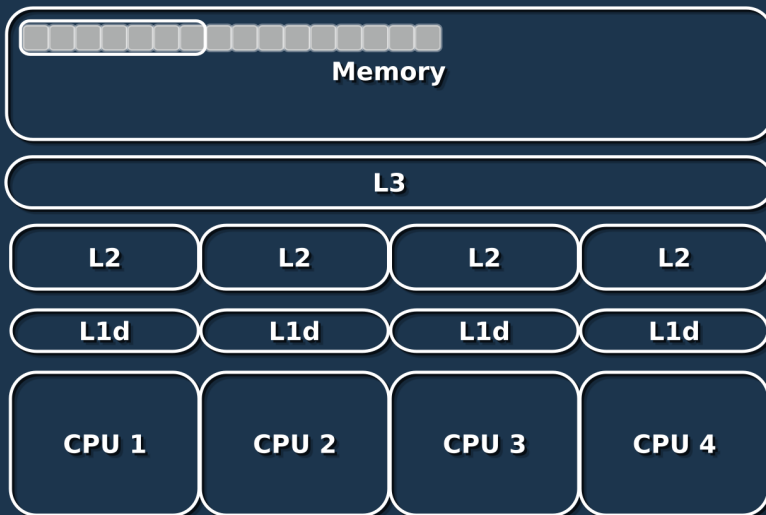 Memory
L3
L2 L2 L2 L2
L1d L1d L1d L1d
CPU 1 CPU 2 CPU 3 CPU 4